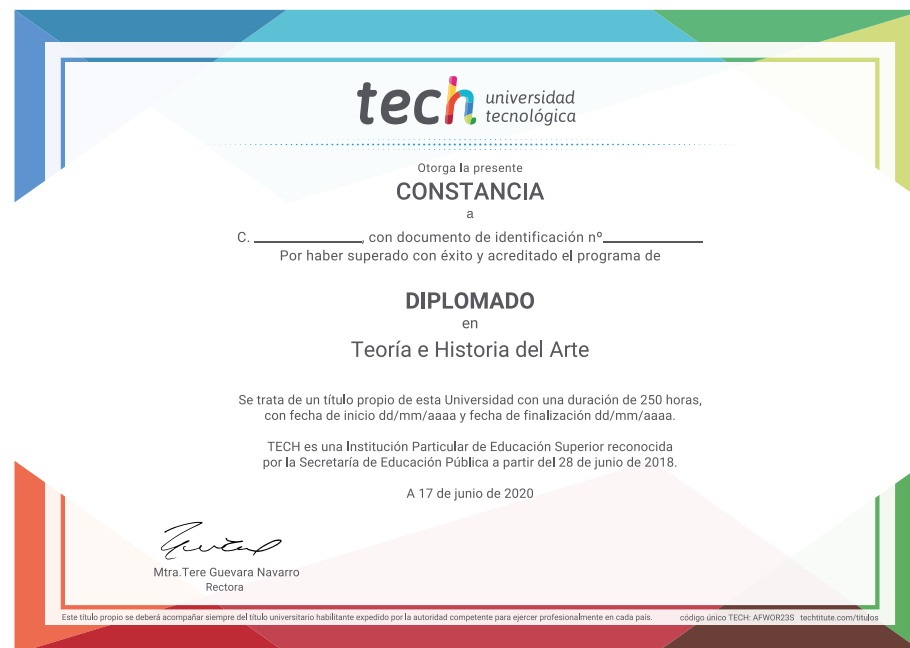 tech universidad
tecnológica
Otorga la presente
CONSTANCIA
a
C. ____________, con documento de identificación nº____________
Por haber superado con éxito y acreditado el programa de
DIPLOMADO
en
Teoría e Historia del Arte
Se trata de un título propio de esta Universidad con una duración de 250 horas,
con fecha de inicio dd/mm/aaaa y fecha de finalización dd/mm/aaaa.
TECH es una Institución Particular de Educación Superior reconocida
por la Secretaría de Educación Pública a partir del 28 de junio de 2018.
A 17 de junio de 2020
Mtra.Tere Guevara Navarro
Rectora
Este título propio se deberá acompañar siempre del título universitario habilitante expedido por la autoridad competente para ejercer profesionalmente en cada país. código único TECH: AFWOR23S techtitute.com/titulos